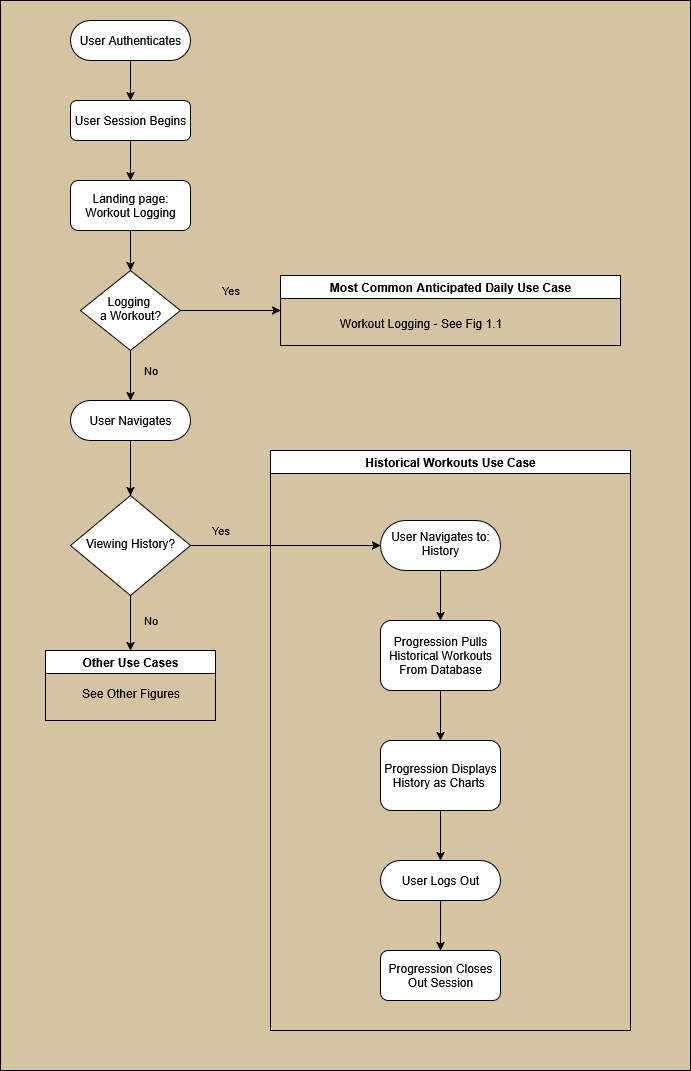 User Authenticates
User Session Begins
Landing page:
Workout Logging
Logging
a Workout?
Yes
Most Common Anticipated Daily Use Case
Workout Logging - See Fig 1.1
No
User Navigates
Viewing History?
Yes
No
Other Use Cases
See Other Figures
Historical Workouts Use Case
User Navigates to:
History
Progression Pulls
Historical Workouts
From Database
Progression Displays
History as Charts
User Logs Out
Progression Closes
Out Session